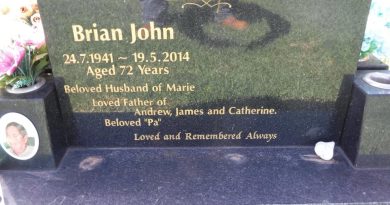 Brian John
24.7.1941 ~ 19.5.2014
Aged 72 Years
Beloved Husband of Marie
Loved Father of
Andrew, James and Catherine.
Beloved "Pa"
Loved and Remembered Always